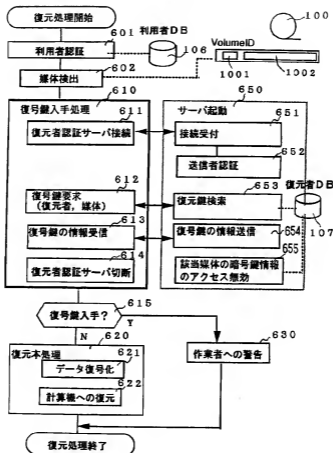 復元処理開始
601
利用者DB
100
利用者認証
106
VolumeID
602
媒体検出
1001
1002
610
復号鍵入手処理
611
復元者認証サーバ接続
650
サーバ起動
651
接続受付
652
送信者認証
612
復号鍵要求
(復元者,媒体)
653
復元鍵検索
復元者DB
613
復号鍵の情報受信
復号鍵の情報送信
654
107
614
復元者認証サーバ切断
655
該当媒体の暗号鍵情報
のアクセス無効
615
復号鍵入手?
Y
N
620
復元本処理
621
データ復号化
622
計算機への復元
630
作業者への警告
復元処理終了